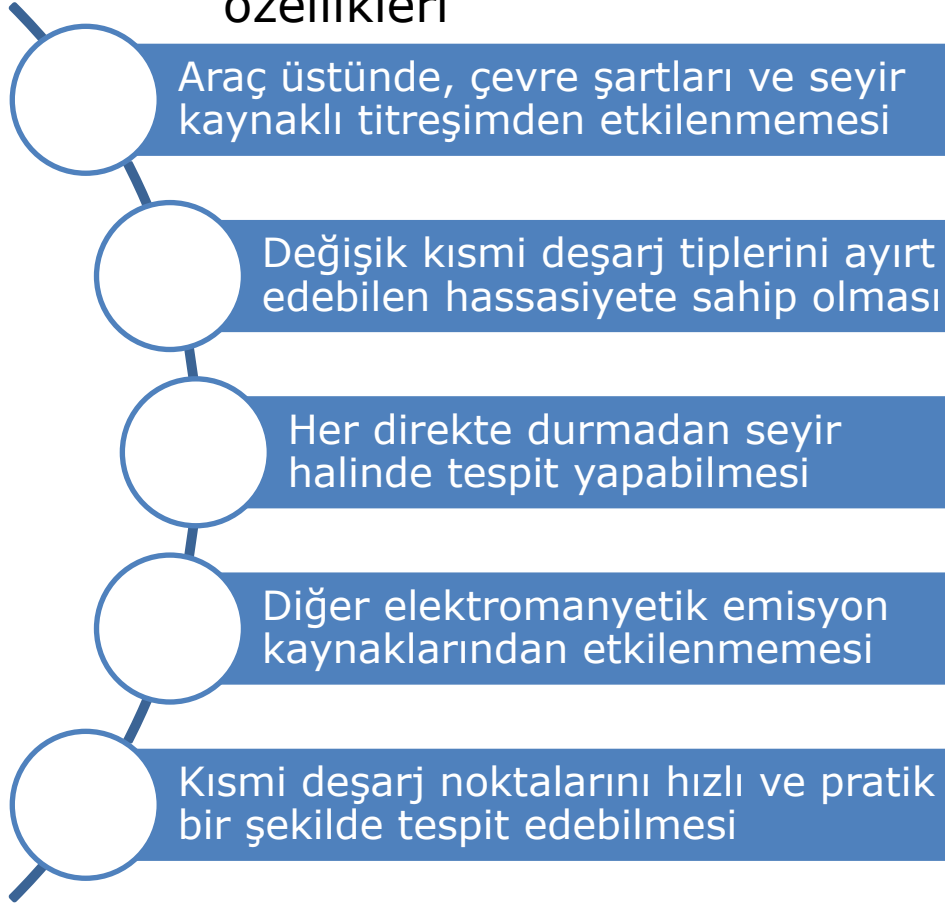 özellikleri
Araç üstünde, çevre şartları ve seyir
kaynaklı titreşimden etkilenmemesi
Değişik kısmi deşarj tiplerini ayırt
edebilen hassasiyete sahip olması
Her direkte durmadan seyir
halinde tespit yapabilmesi
Diğer elektromanyetik emisyon
kaynaklarından etkilenmemesi
Kısmi deşarj noktalarını hızlı ve pratik
bir şekilde tespit edebilmesi